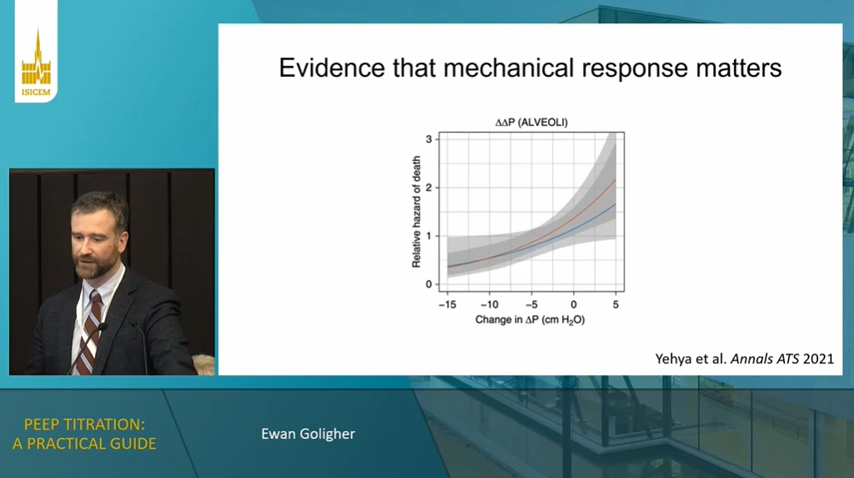 ISICEM
Evidence that mechanical response matters
ΔΔP (ALVEOLI)
Relative hazard of death
3
2
1
0
−15
−10
−5
0
5
Change in ΔP (cm H₂O)
Yehya et al. Annals ATS 2021
PEEP TITRATION:
A PRACTICAL GUIDE
Ewan Goligher